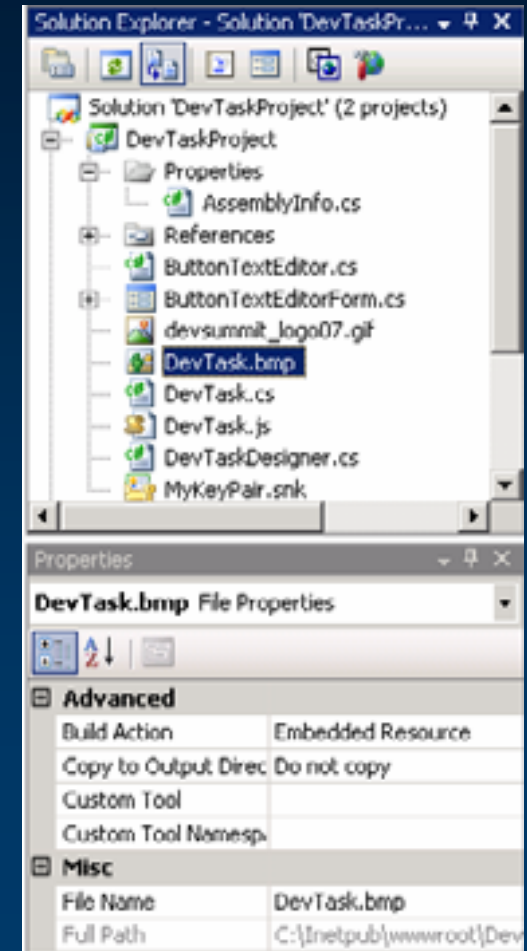 Solution Explorer - Solution 'DevTaskPr...
Solution 'DevTaskProject' (2 projects)
DevTaskProject
Properties
AssemblyInfo.cs
References
ButtonTextEditor.cs
ButtonTextEditorForm.cs
devsummit_logo07.gif
DevTask.bmp
DevTask.cs
DevTask.js
DevTaskDesigner.cs
MyKeyPair.snk
Properties
DevTask.bmp File Properties
Advanced
Build Action Embedded Resource
Copy to Output Direc Do not copy
Custom Tool
Custom Tool Namesp
Misc
File Name DevTask.bmp
Full Path C:\Inetpub\wwwroot\Dev